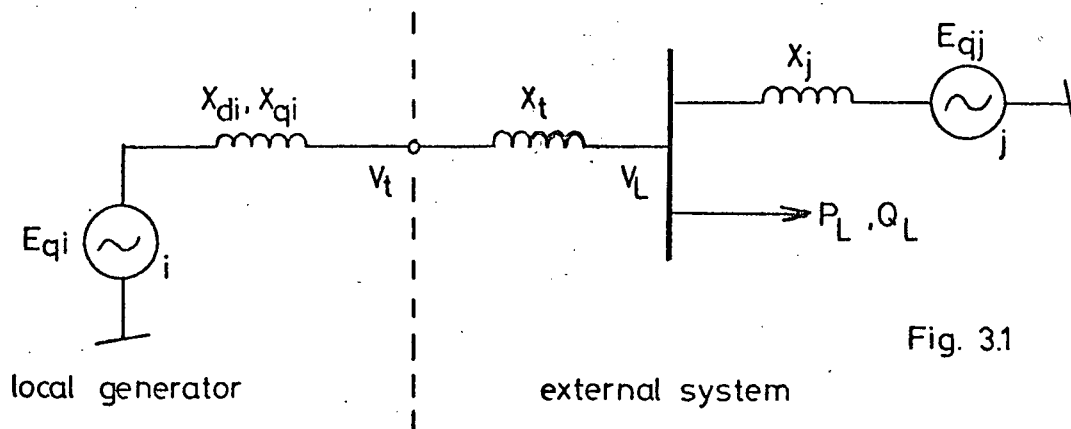 E_qj
X_j
X_di, X_qi
X_t
j
V_t
V_L
P_L, Q_L
E_qi
i
Fig. 3.1
local generator
external system